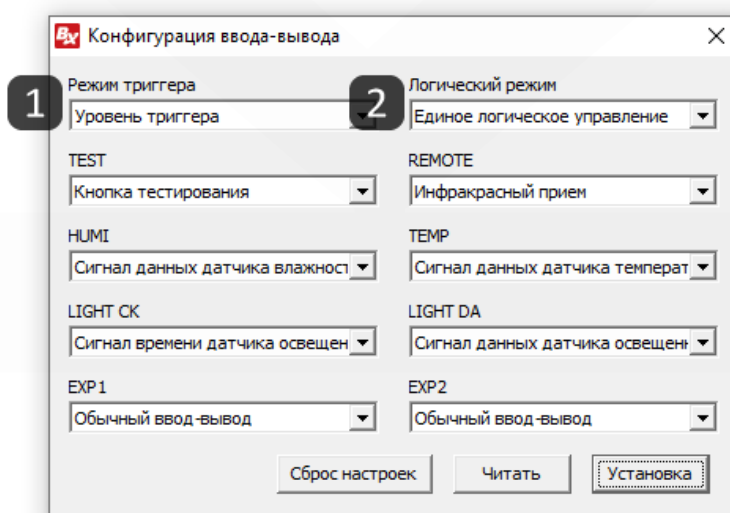 BX Конфигурация ввода-вывода
1 Режим триггера 2 Логический режим
Уровень триггера Единое логическое управление
TEST REMOTE
Кнопка тестирования Инфракрасный прием
HUMI TEMP
Сигнал данных датчика влажност Сигнал данных датчика температ
LIGHT CK LIGHT DA
Сигнал времени датчика освещен Сигнал данных датчика освещенн
EXP1 EXP2
Обычный ввод-вывод Обычный ввод-вывод
Сброс настроек Читать Установка